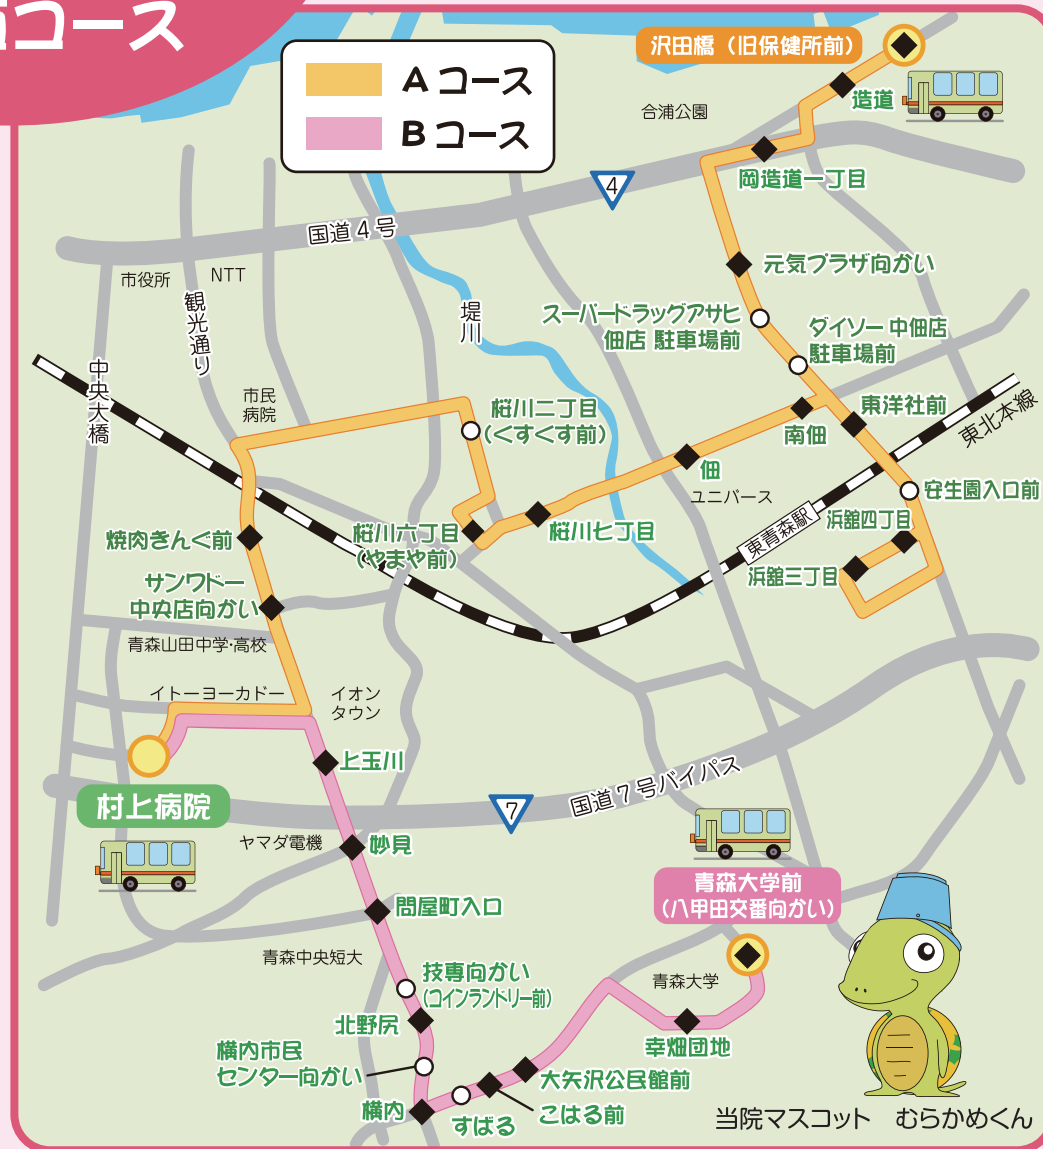 コース
A コース
B コース
沢田橋（旧保健所前）
造道
合浦公園
岡造道一丁目
4
国道4号
市役所
NTT
観光通り
堤川
中央大橋
元気プラザ向かい
スーパードラッグアサヒ
佃店 駐車場前
ダイソー 中佃店
駐車場前
東洋社前
南佃
佃
ユニバース
東北本線
安生園入口前
東青森駅
浜舘四丁目
浜舘三丁目
市民
病院
桜川二丁目
（くすくす前）
桜川六丁目
（やまや前）
桜川七丁目
焼肉きんぐ前
サンワドー
中央店向かい
青森山田中学・高校
イトーヨーカドー
イオン
タウン
村上病院
上玉川
7
国道7号バイパス
ヤマダ電機
妙見
問屋町入口
青森中央短大
技専向かい
（コインランドリー前）
北野尻
横内市民
センター向かい
横内
すばる
こはる前
大矢沢公民館前
幸畑団地
青森大学
青森大学前
（八甲田交番向かい）
当院マスコット　むらかめくん